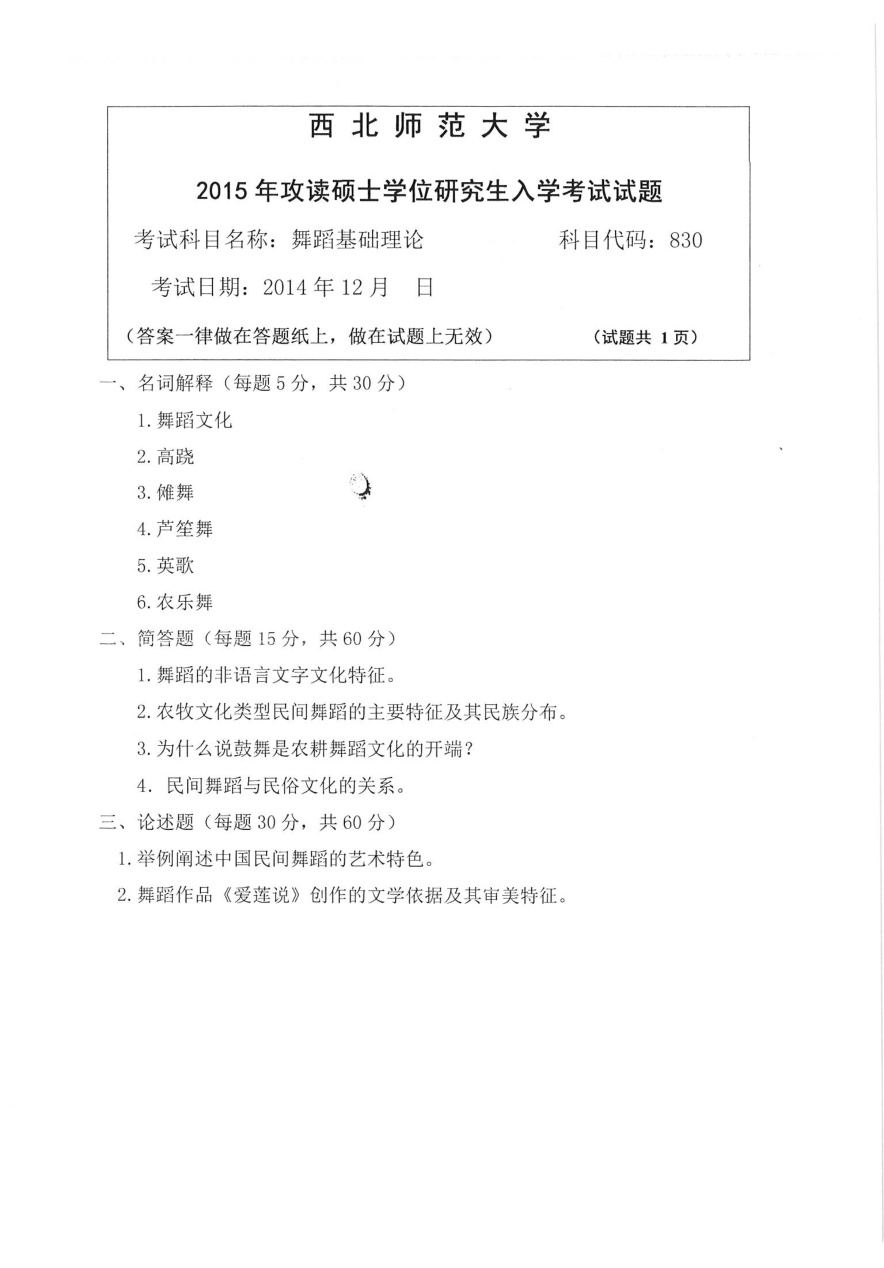 西北师范大学
2015年攻读硕士学位研究生入学考试试题
考试科目名称：舞蹈基础理论 科目代码：830
考试日期：2014年12月 日
（答案一律做在答题纸上，做在试题上无效） （试题共 1页）
一、名词解释（每题5分，共30分）
1.舞蹈文化
2.高跷
3.傩舞
4.芦笙舞
5.英歌
6.农乐舞
二、简答题（每题15分，共60分）
1.舞蹈的非语言文字文化特征。
2.农牧文化类型民间舞蹈的主要特征及其民族分布。
3.为什么说鼓舞是农耕舞蹈文化的开端？
4．民间舞蹈与民俗文化的关系。
三、论述题（每题30分，共60分）
1.举例阐述中国民间舞蹈的艺术特色。
2.舞蹈作品《爱莲说》创作的文学依据及其审美特征。